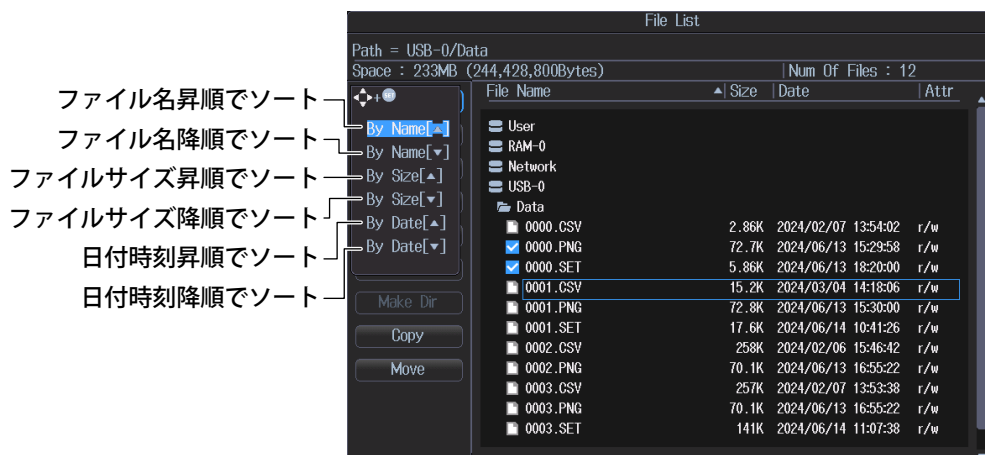 File List
Path = USB-0/Data
Space : 233MB (244,428,800Bytes) Num Of Files : 12
File Name ▲ Size Date Attr
+SET
ファイル名昇順でソート
ファイル名降順でソート
ファイルサイズ昇順でソート
ファイルサイズ降順でソート
日付時刻昇順でソート
日付時刻降順でソート
By Name[▲]
By Name[▼]
By Size[▲]
By Size[▼]
By Date[▲]
By Date[▼]
Make Dir
Copy
Move
User
RAM-0
Network
USB-0
Data
0000.CSV 2.86K 2024/02/07 13:54:02 r/w
0000.PNG 72.7K 2024/06/13 15:29:58 r/w
0000.SET 5.86K 2024/06/13 18:20:00 r/w
0001.CSV 15.2K 2024/03/04 14:18:06 r/w
0001.PNG 72.8K 2024/06/13 15:30:00 r/w
0001.SET 17.6K 2024/06/14 10:41:26 r/w
0002.CSV 258K 2024/02/06 15:46:42 r/w
0002.PNG 70.1K 2024/06/13 16:55:22 r/w
0003.CSV 257K 2024/02/07 13:53:38 r/w
0003.PNG 70.1K 2024/06/13 16:55:22 r/w
0003.SET 141K 2024/06/14 11:07:38 r/w